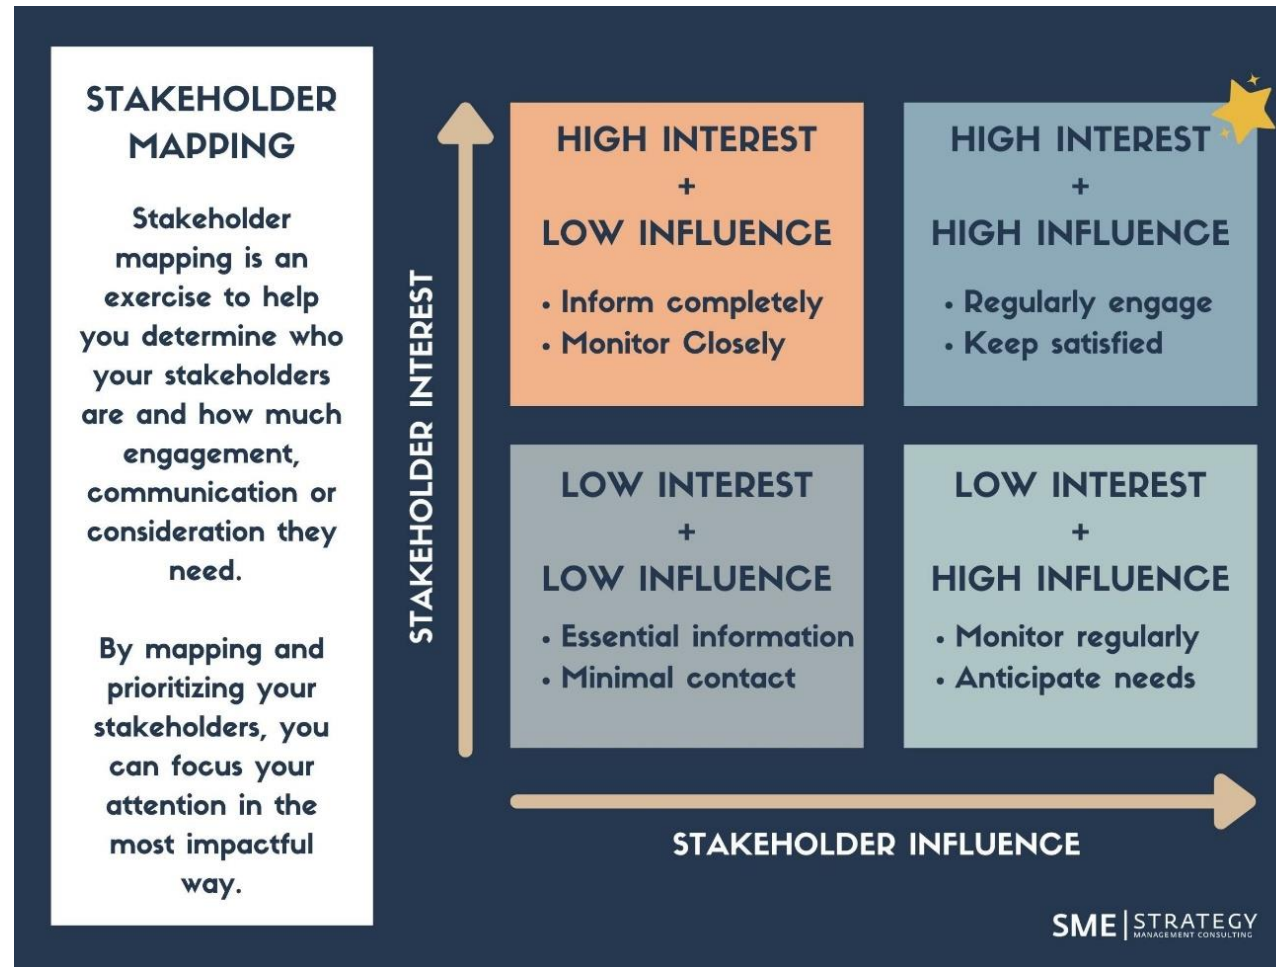 STAKEHOLDER
MAPPING
Stakeholder
mapping is an
exercise to help
you determine who
your stakeholders
are and how much
engagement,
communication or
consideration they
need.
By mapping and
prioritizing your
stakeholders, you
can focus your
attention in the
most impactful
way.
STAKEHOLDER INTEREST
HIGH INTEREST
+
LOW INFLUENCE
• Inform completely
• Monitor Closely
HIGH INTEREST
+
HIGH INFLUENCE
• Regularly engage
• Keep satisfied
LOW INTEREST
+
LOW INFLUENCE
• Essential information
• Minimal contact
LOW INTEREST
+
HIGH INFLUENCE
• Monitor regularly
• Anticipate needs
STAKEHOLDER INFLUENCE
SME | STRATEGY
MANAGEMENT CONSULTING